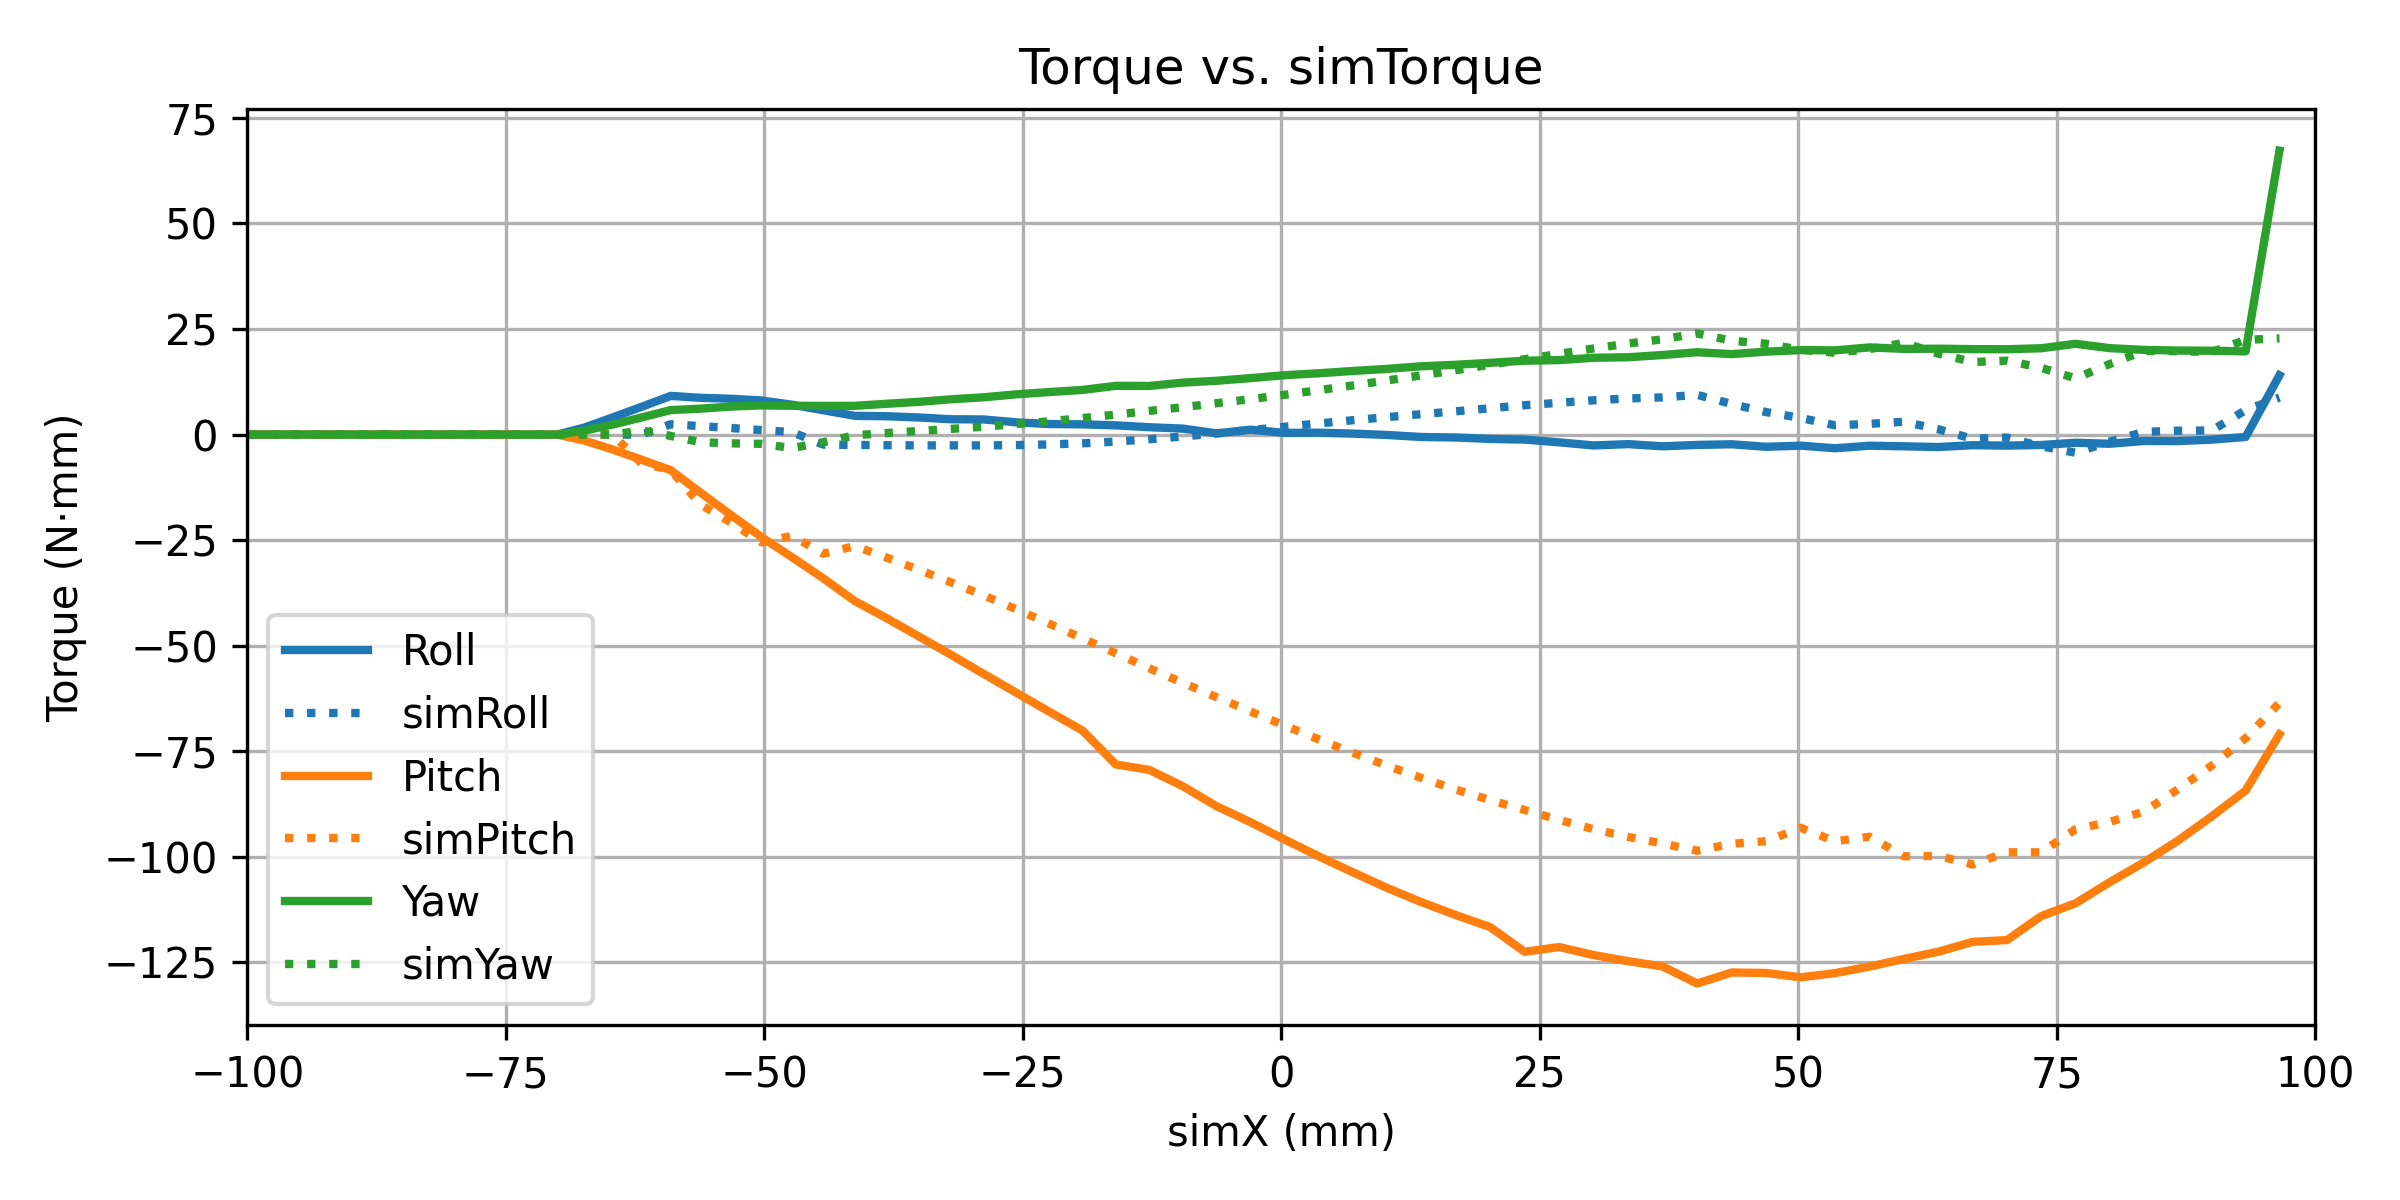 Torque vs. simTorque
75
50
25
0
−25
−50
−75
−100
−125
Torque (N·mm)
Roll
simRoll
Pitch
simPitch
Yaw
simYaw
−100 −75 −50 −25 0 25 50 75 100
simX (mm)